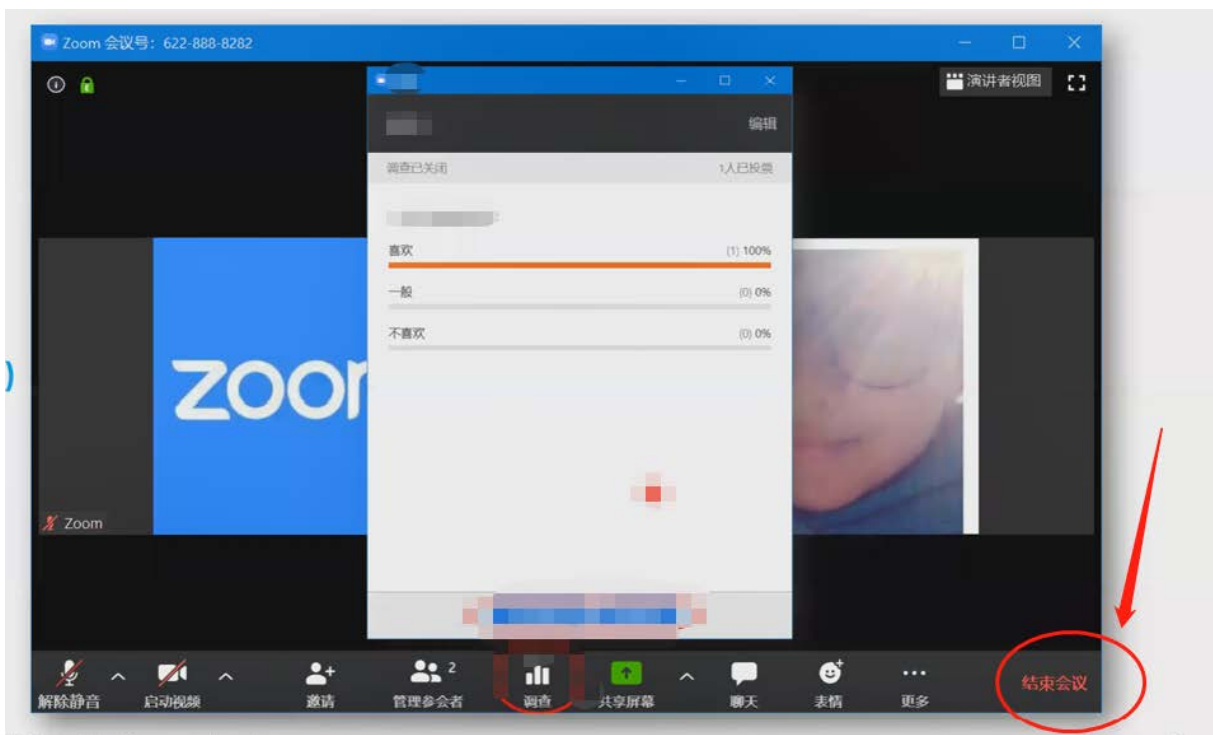 Zoom 会议号: 622-888-8282
演讲者视图
编辑
调查已关闭 1人已投票
喜欢 (1) 100%
一般 (0) 0%
不喜欢 (0) 0%
)
zoom
Zoom
解除静音 启动视频 邀请 管理参会者 2 调查 共享屏幕 聊天 表情 更多 结束会议